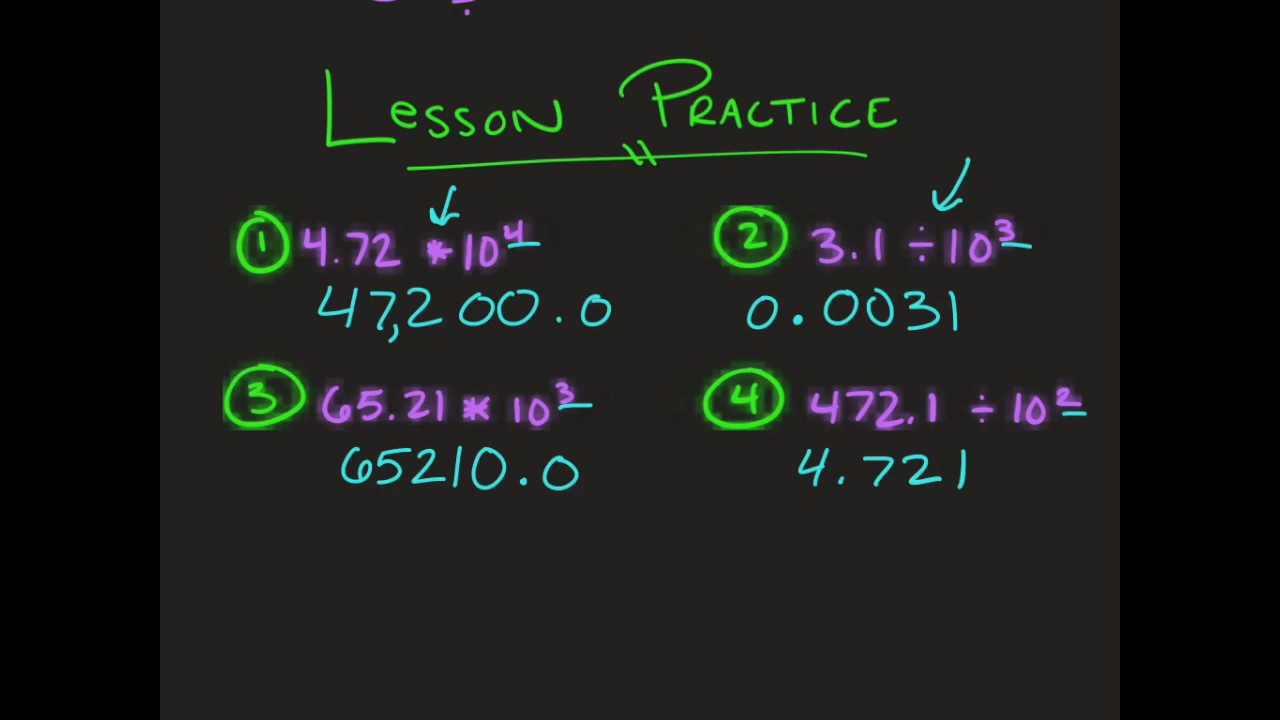 Lesson Practice
1 4.72 * 10⁴
47,200.0
2 3.1 ÷ 10³
0.0031
3 65.21 * 10³
65210.0
4 472.1 ÷ 10²
4.721